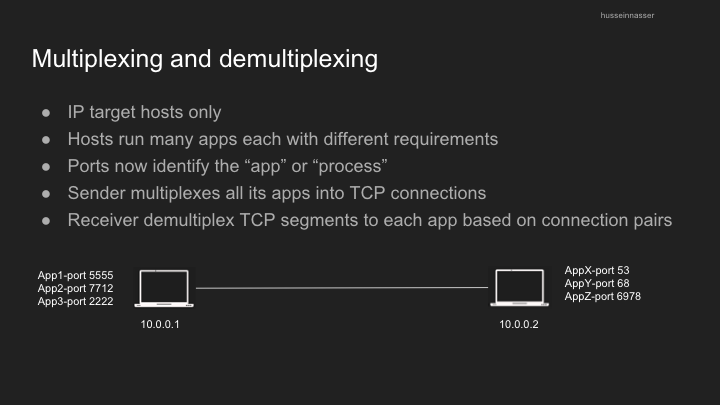 husseinnasser
Multiplexing and demultiplexing
● IP target hosts only
● Hosts run many apps each with different requirements
● Ports now identify the “app” or “process”
● Sender multiplexes all its apps into TCP connections
● Receiver demultiplex TCP segments to each app based on connection pairs
App1-port 5555
App2-port 7712
App3-port 2222
10.0.0.1
AppX-port 53
AppY-port 68
AppZ-port 6978
10.0.0.2